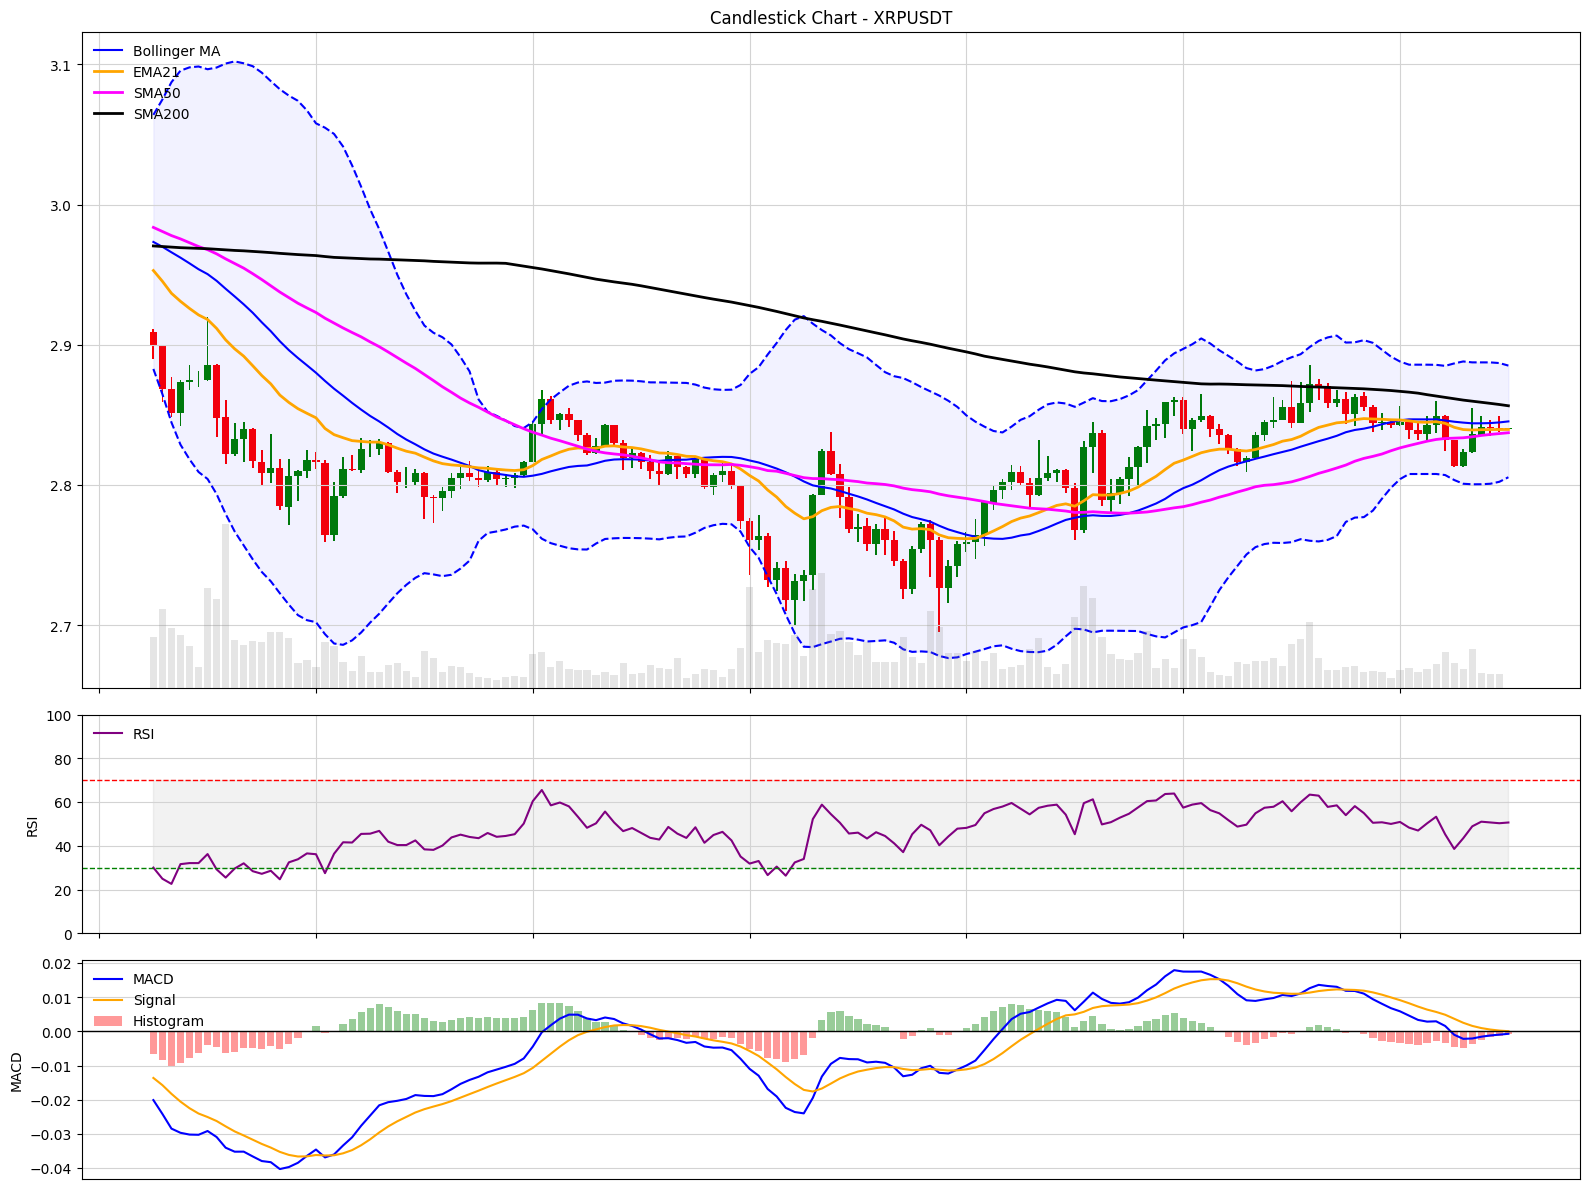 Candlestick Chart - XRPUSDT
Bollinger MA
EMA21
SMA50
SMA200
3.1
3.0
2.9
2.8
2.7
RSI
100
80
60
40
20
0
RSI
MACD
Signal
Histogram
0.02
0.01
0.00
−0.01
−0.02
−0.03
−0.04
MACD